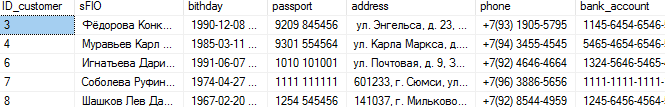 ID_customer sFIO bithday passport address phone bank_account
3 Фёдорова Конк... 1990-12-08 ... 9209 845456 ул. Энгельса, д. 23, ... +7(93) 1905-5795 1145-6454-6546-
4 Муравьев Карл ... 1985-03-11 ... 9301 554564 ул. Карла Маркса, д.... +7(94) 3455-4545 5465-4654-6546-
6 Игнатьева Дари... 1991-06-07 ... 1010 101001 ул. Почтовая, д. 9, З... +7(92) 4646-4664 1324-5646-5465-
7 Соболева Руфин... 1974-04-27 ... 1111 111111 601233, г. Сюмси, ул... +7(96) 3886-5656 1111-1111-1111-
8 Шашков Лев Да... 1967-02-20 ... 1254 545456 141037, г. Мильково... +7(92) 8544-4959 1245-6545-6564-